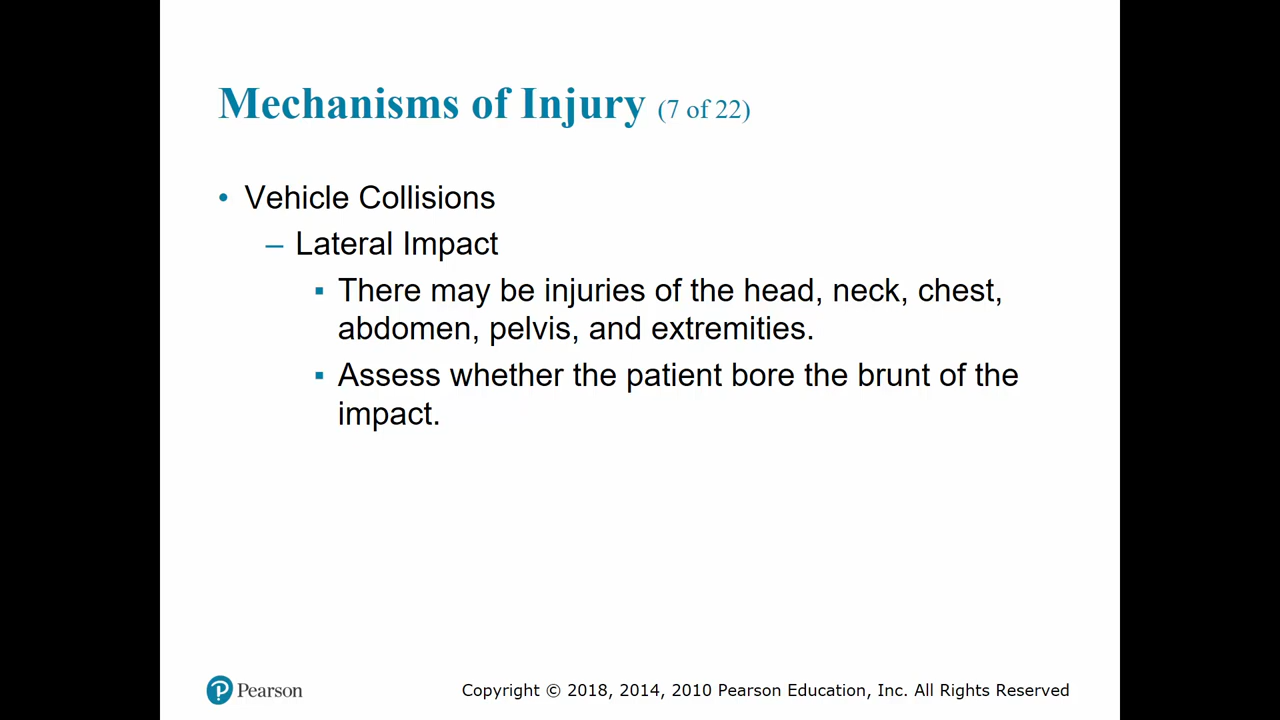 Mechanisms of Injury (7 of 22)
• Vehicle Collisions
– Lateral Impact
▪ There may be injuries of the head, neck, chest,
abdomen, pelvis, and extremities.
▪ Assess whether the patient bore the brunt of the
impact.
Pearson
Copyright © 2018, 2014, 2010 Pearson Education, Inc. All Rights Reserved